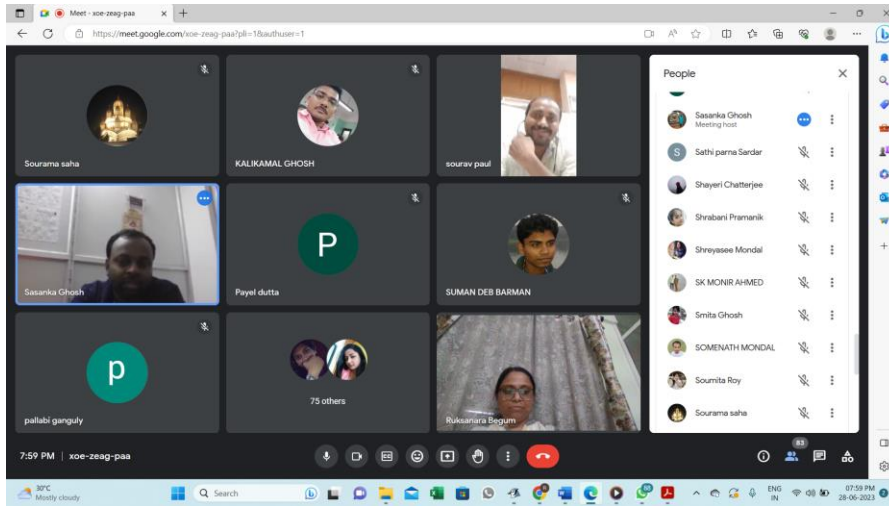 Meet - xoe-zeag-paa
https://meet.google.com/xoe-zeag-paa?pli=1&authuser=1
Sourama saha
KALIKAMAL GHOSH
sourav paul
Sasanka Ghosh
P
Payel dutta
SUMAN DEB BARMAN
p
pallabi ganguly
75 others
Ruksanara Begum
People
Sasanka Ghosh
Meeting host
S
Sathi parna Sardar
Shayeri Chatterjee
Shrabani Pramanik
Shreyasee Mondal
SK MONIR AHMED
Smita Ghosh
SOMENATH MONDAL
Soumita Roy
Sourama saha
7:59 PM | xoe-zeag-paa
83
30°C
Mostly cloudy
Search
ENG
IN
07:59 PM
28-06-2023